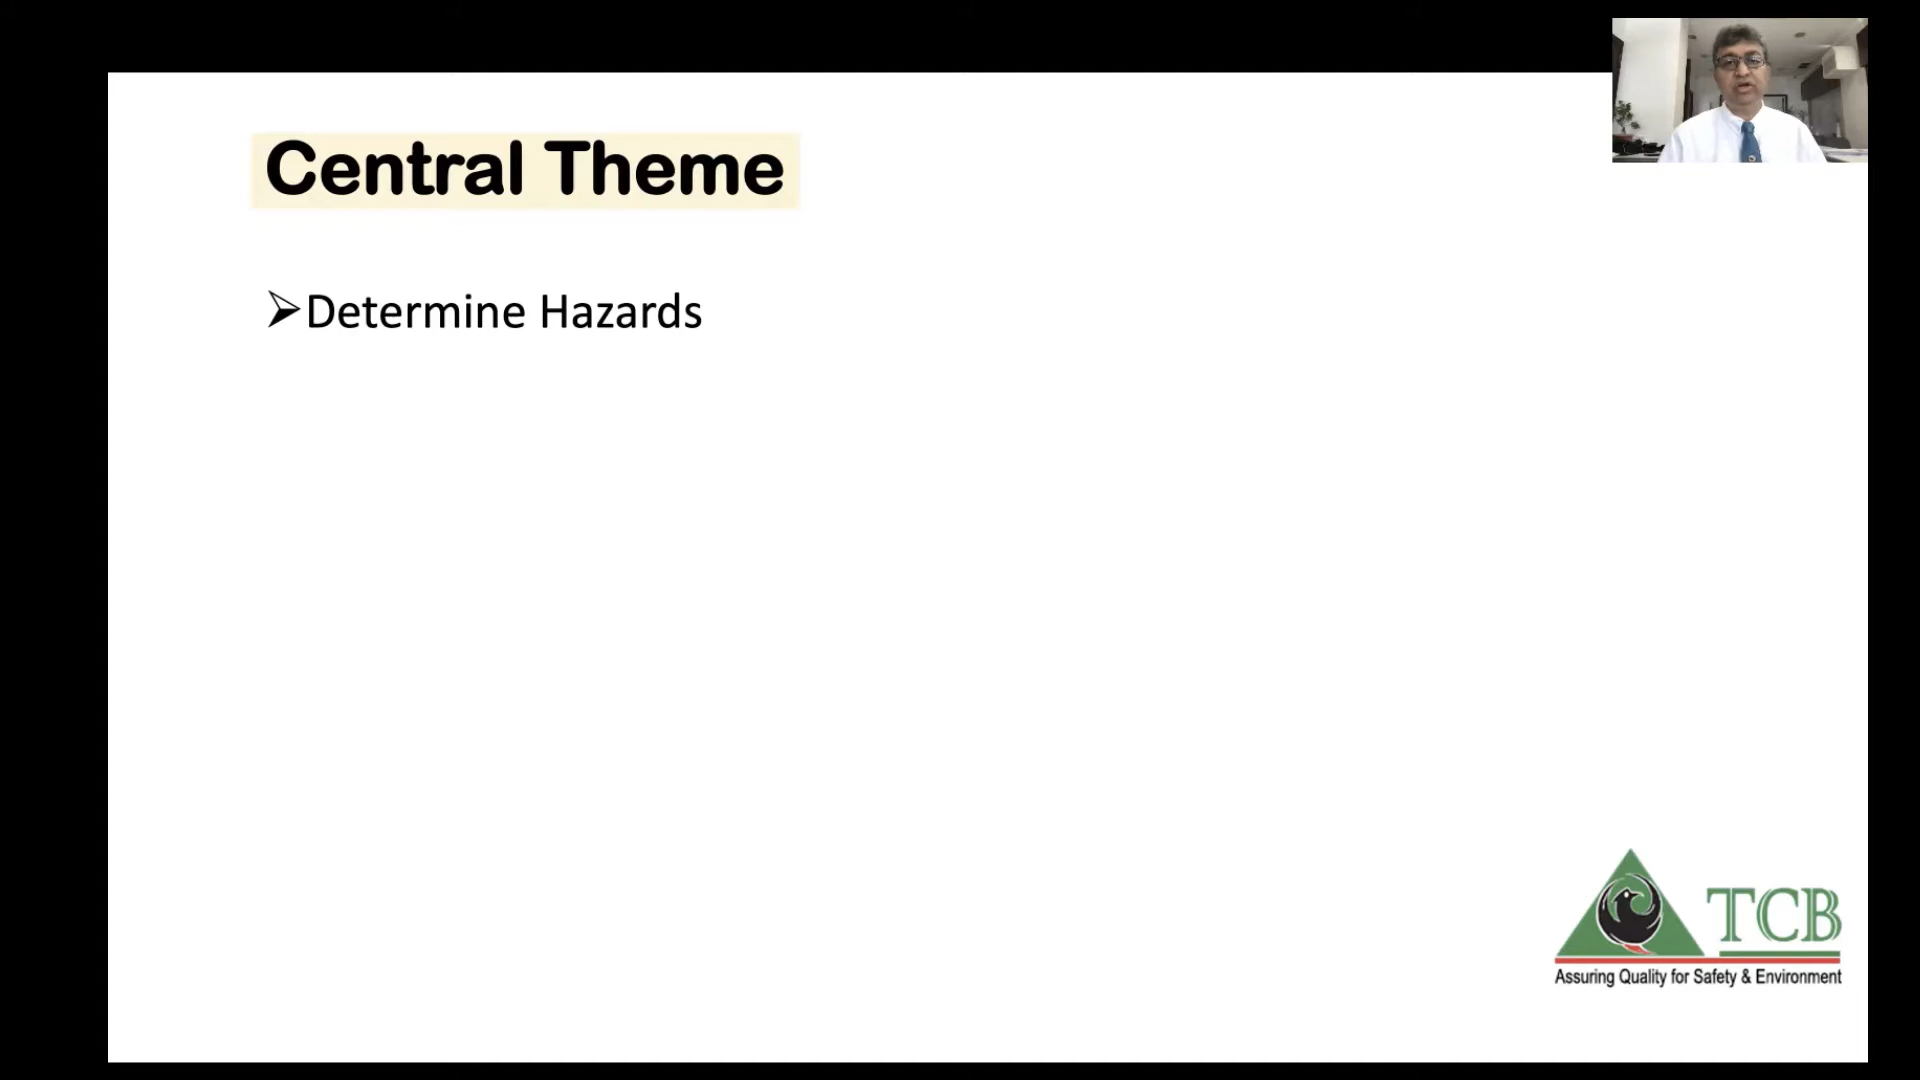 Central Theme
Determine Hazards
TCB
Assuring Quality for Safety & Environment